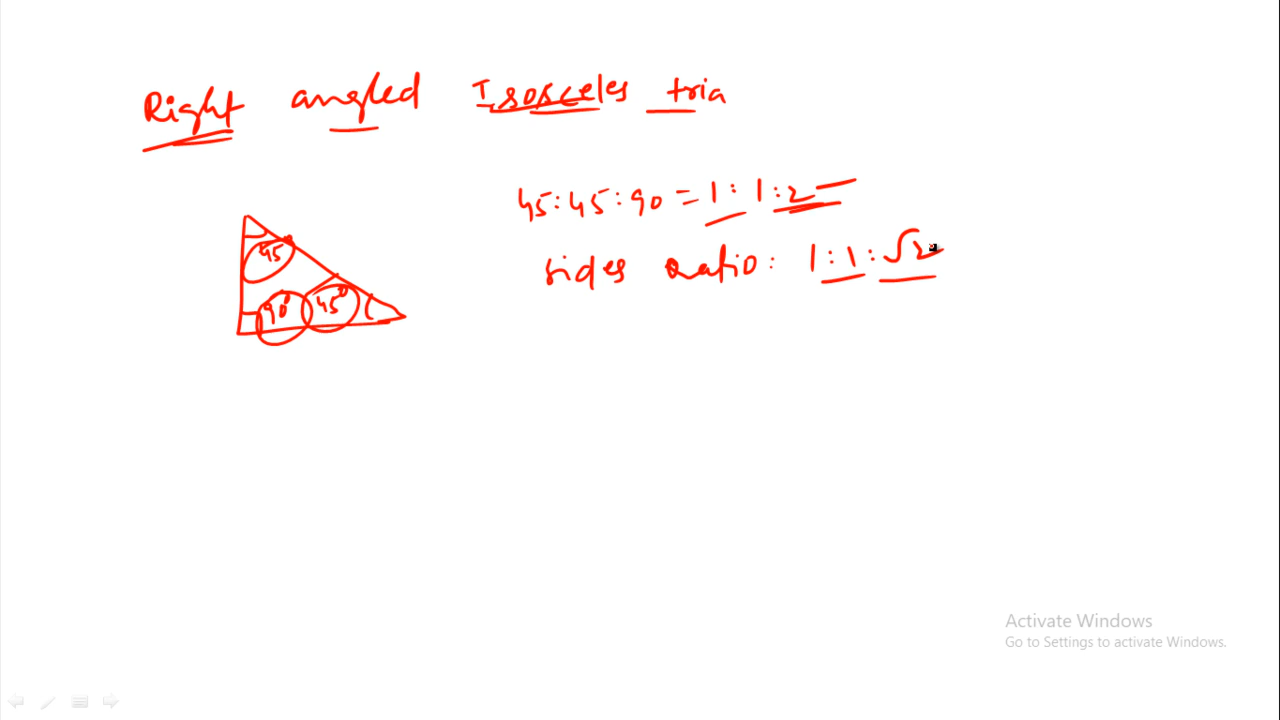 Right angled Isosceles tria
45:45:90 = 1:1:2
sides ratio: 1:1:√2
45°
90° 45°
Activate Windows
Go to Settings to activate Windows.